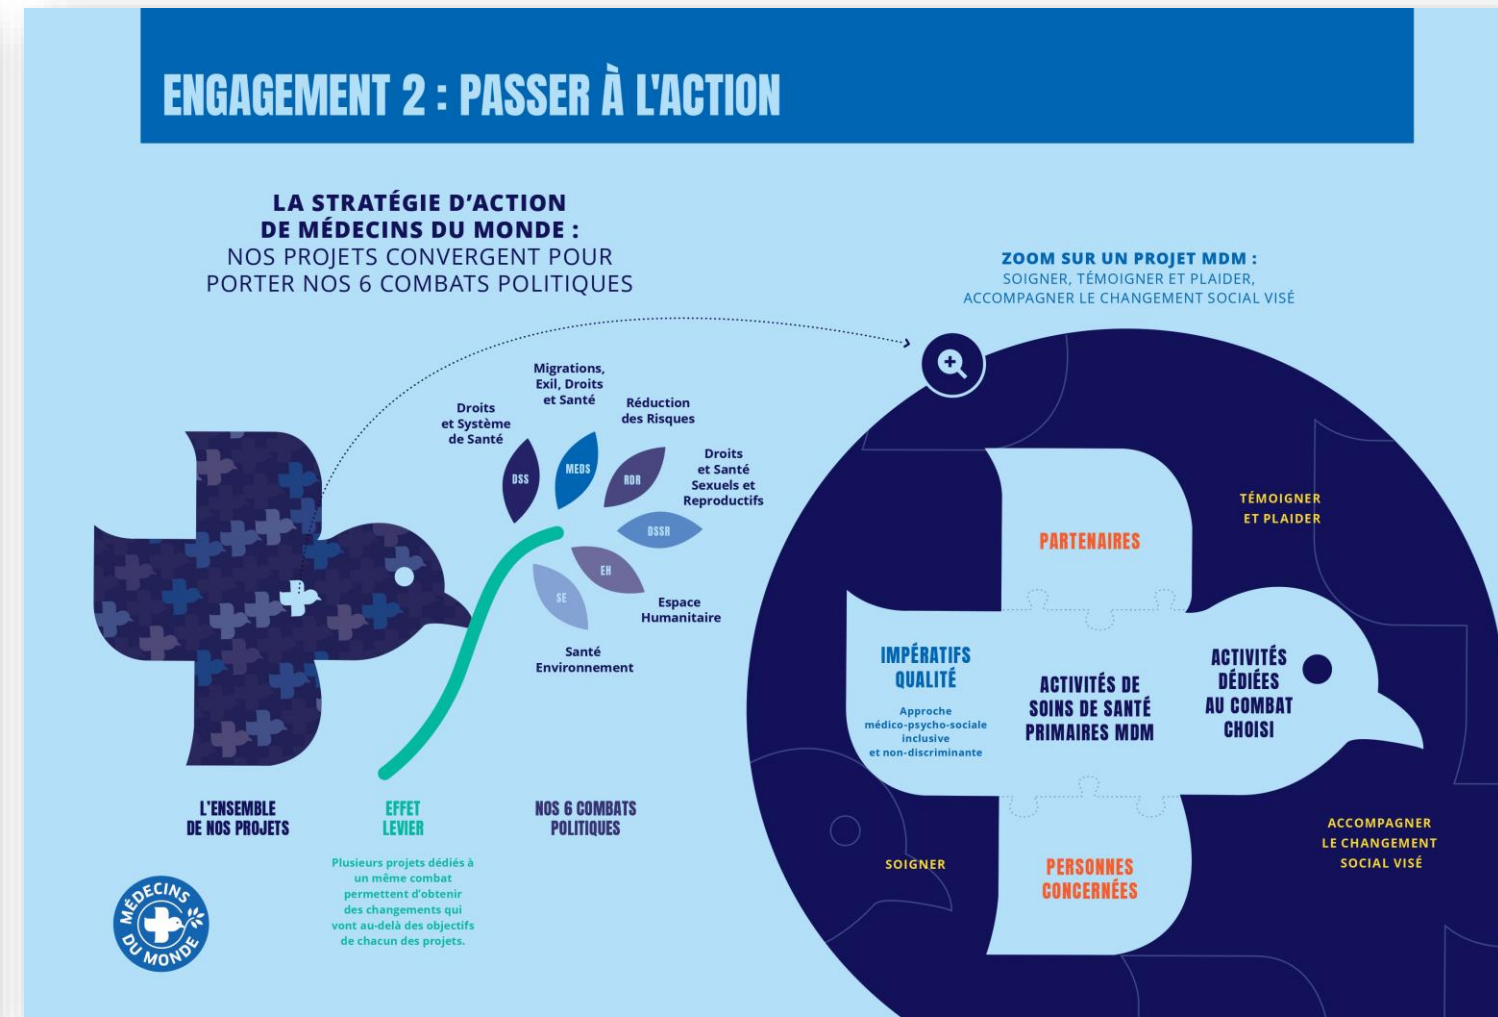 ENGAGEMENT 2 : PASSER À L'ACTION
LA STRATÉGIE D'ACTION
DE MÉDECINS DU MONDE :
NOS PROJETS CONVERGENT POUR
PORTER NOS 6 COMBATS POLITIQUES
Droits
et Système
de Santé
Migrations,
Exil, Droits
et Santé
Réduction
des Risques
Droits
et Santé
Sexuels et
Reproductifs
Espace
Humanitaire
Santé
Environnement
DSS
MEDS
RDR
DSSR
EH
SE
L'ENSEMBLE
DE NOS PROJETS
EFFET
LEVIER
Plusieurs projets dédiés à
un même combat
permettent d'obtenir
des changements qui
vont au-delà des objectifs
de chacun des projets.
NOS 6 COMBATS
POLITIQUES
MÉDECINS
DU MONDE
ZOOM SUR UN PROJET MDM :
SOIGNER, TÉMOIGNER ET PLAIDER,
ACCOMPAGNER LE CHANGEMENT SOCIAL VISÉ
TÉMOIGNER
ET PLAIDER
PARTENAIRES
IMPÉRATIFS
QUALITÉ
Approche
médico-psycho-sociale
inclusive
et non-discriminante
ACTIVITÉS DE
SOINS DE SANTÉ
PRIMAIRES MDM
ACTIVITÉS
DÉDIÉES
AU COMBAT
CHOISI
SOIGNER
PERSONNES
CONCERNÉES
ACCOMPAGNER
LE CHANGEMENT
SOCIAL VISÉ